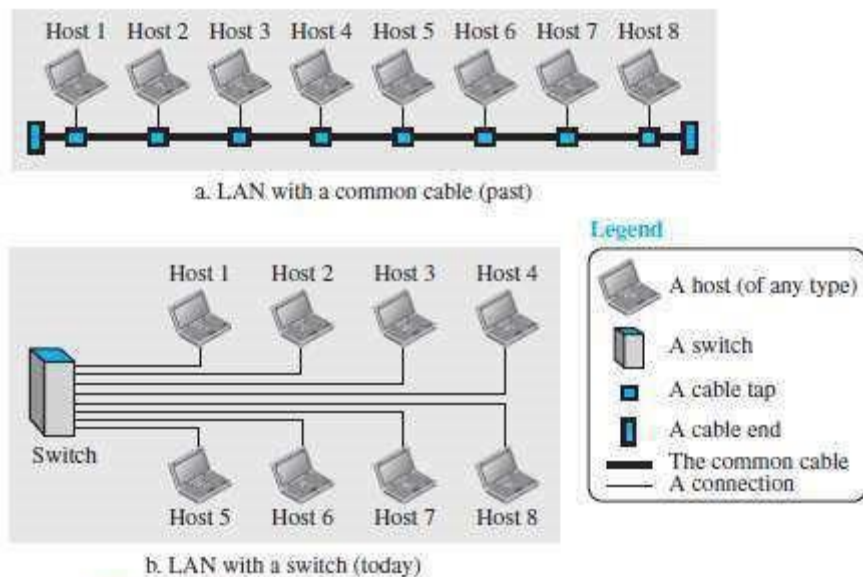 Host 1 Host 2 Host 3 Host 4 Host 5 Host 6 Host 7 Host 8
a. LAN with a common cable (past)
Legend
Host 1 Host 2 Host 3 Host 4
A host (of any type)
A switch
A cable tap
A cable end
Switch
The common cable
A connection
Host 5 Host 6 Host 7 Host 8
b. LAN with a switch (today)